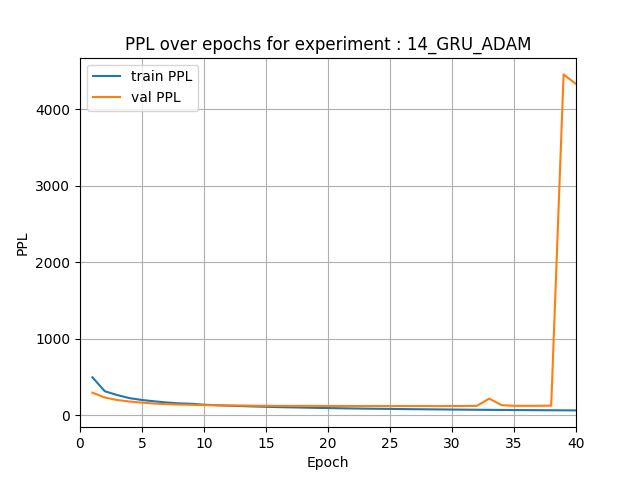 PPL over epochs for experiment : 14_GRU_ADAM
train PPL
val PPL
4000
3000
2000
1000
0
PPL
0 5 10 15 20 25 30 35 40
Epoch